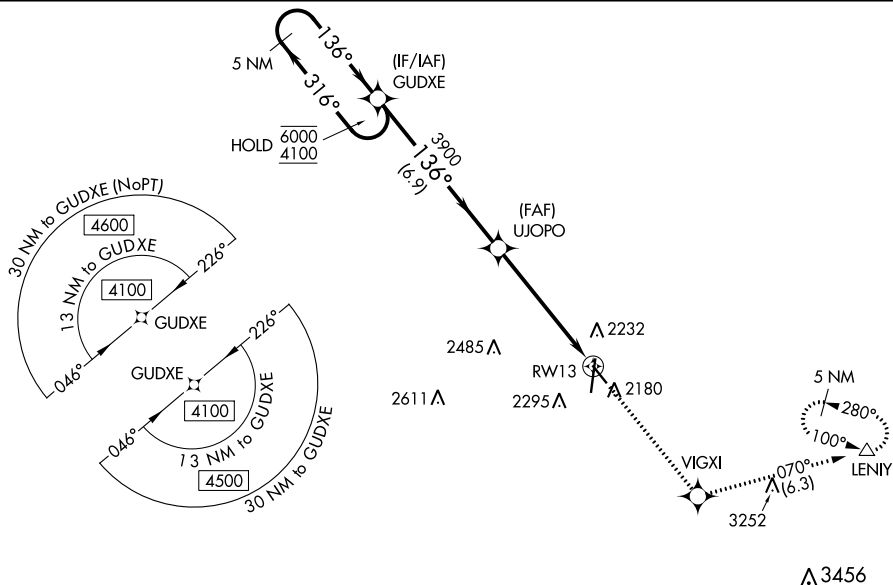 136°
5 NM
316°
(IF/IAF)
GUDXE
HOLD 6000
4100
3900
136°
(6.9)
(FAF)
UJOPO
30 NM to GUDXE (NoPT)
4600
13 NM to GUDXE
4100
226°
GUDXE
046°
226°
GUDXE
4100
046°
13 NM to GUDXE
4500
30 NM to GUDXE
2232
2485
RW13
2180
2611
2295
5 NM
280°
100°
LENIY
VIGXI
070°
(6.3)
3252
3456